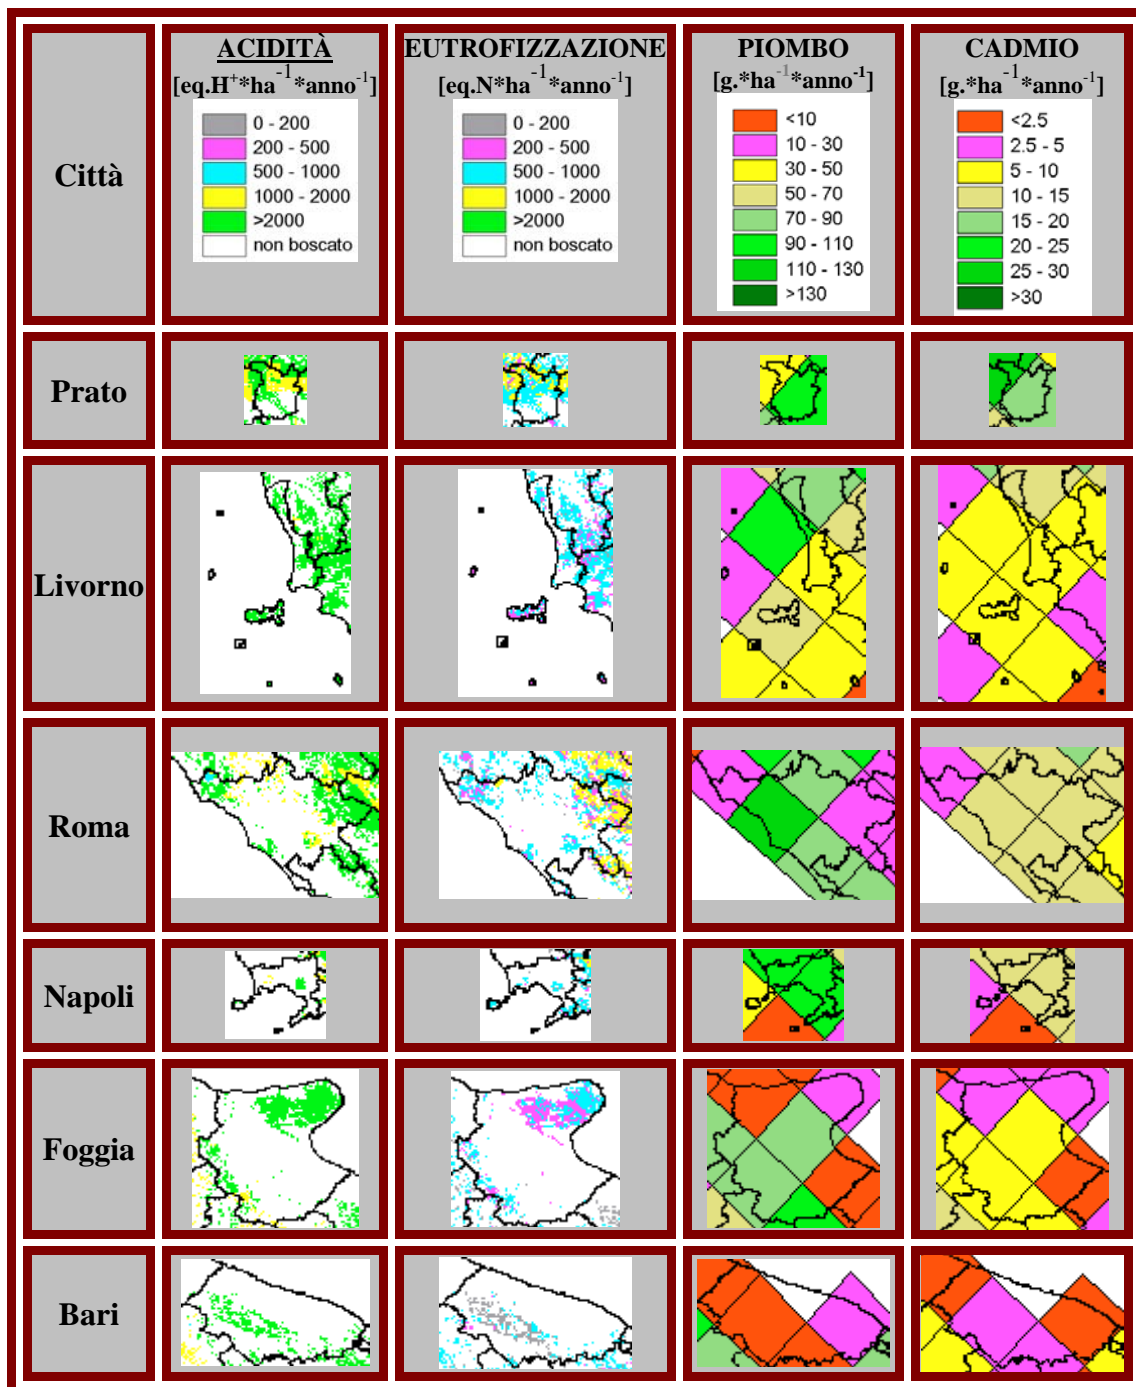 Città
ACIDITÀ
[eq.H+*ha-1*anno-1]
0 - 200
200 - 500
500 - 1000
1000 - 2000
>2000
non boscato
EUTROFIZZAZIONE
[eq.N*ha-1*anno-1]
0 - 200
200 - 500
500 - 1000
1000 - 2000
>2000
non boscato
PIOMBO
[g.*ha-1*anno-1]
<10
10 - 30
30 - 50
50 - 70
70 - 90
90 - 110
110 - 130
>130
CADMIO
[g.*ha-1*anno-1]
<2.5
2.5 - 5
5 - 10
10 - 15
15 - 20
20 - 25
25 - 30
>30
Prato
Livorno
Roma
Napoli
Foggia
Bari